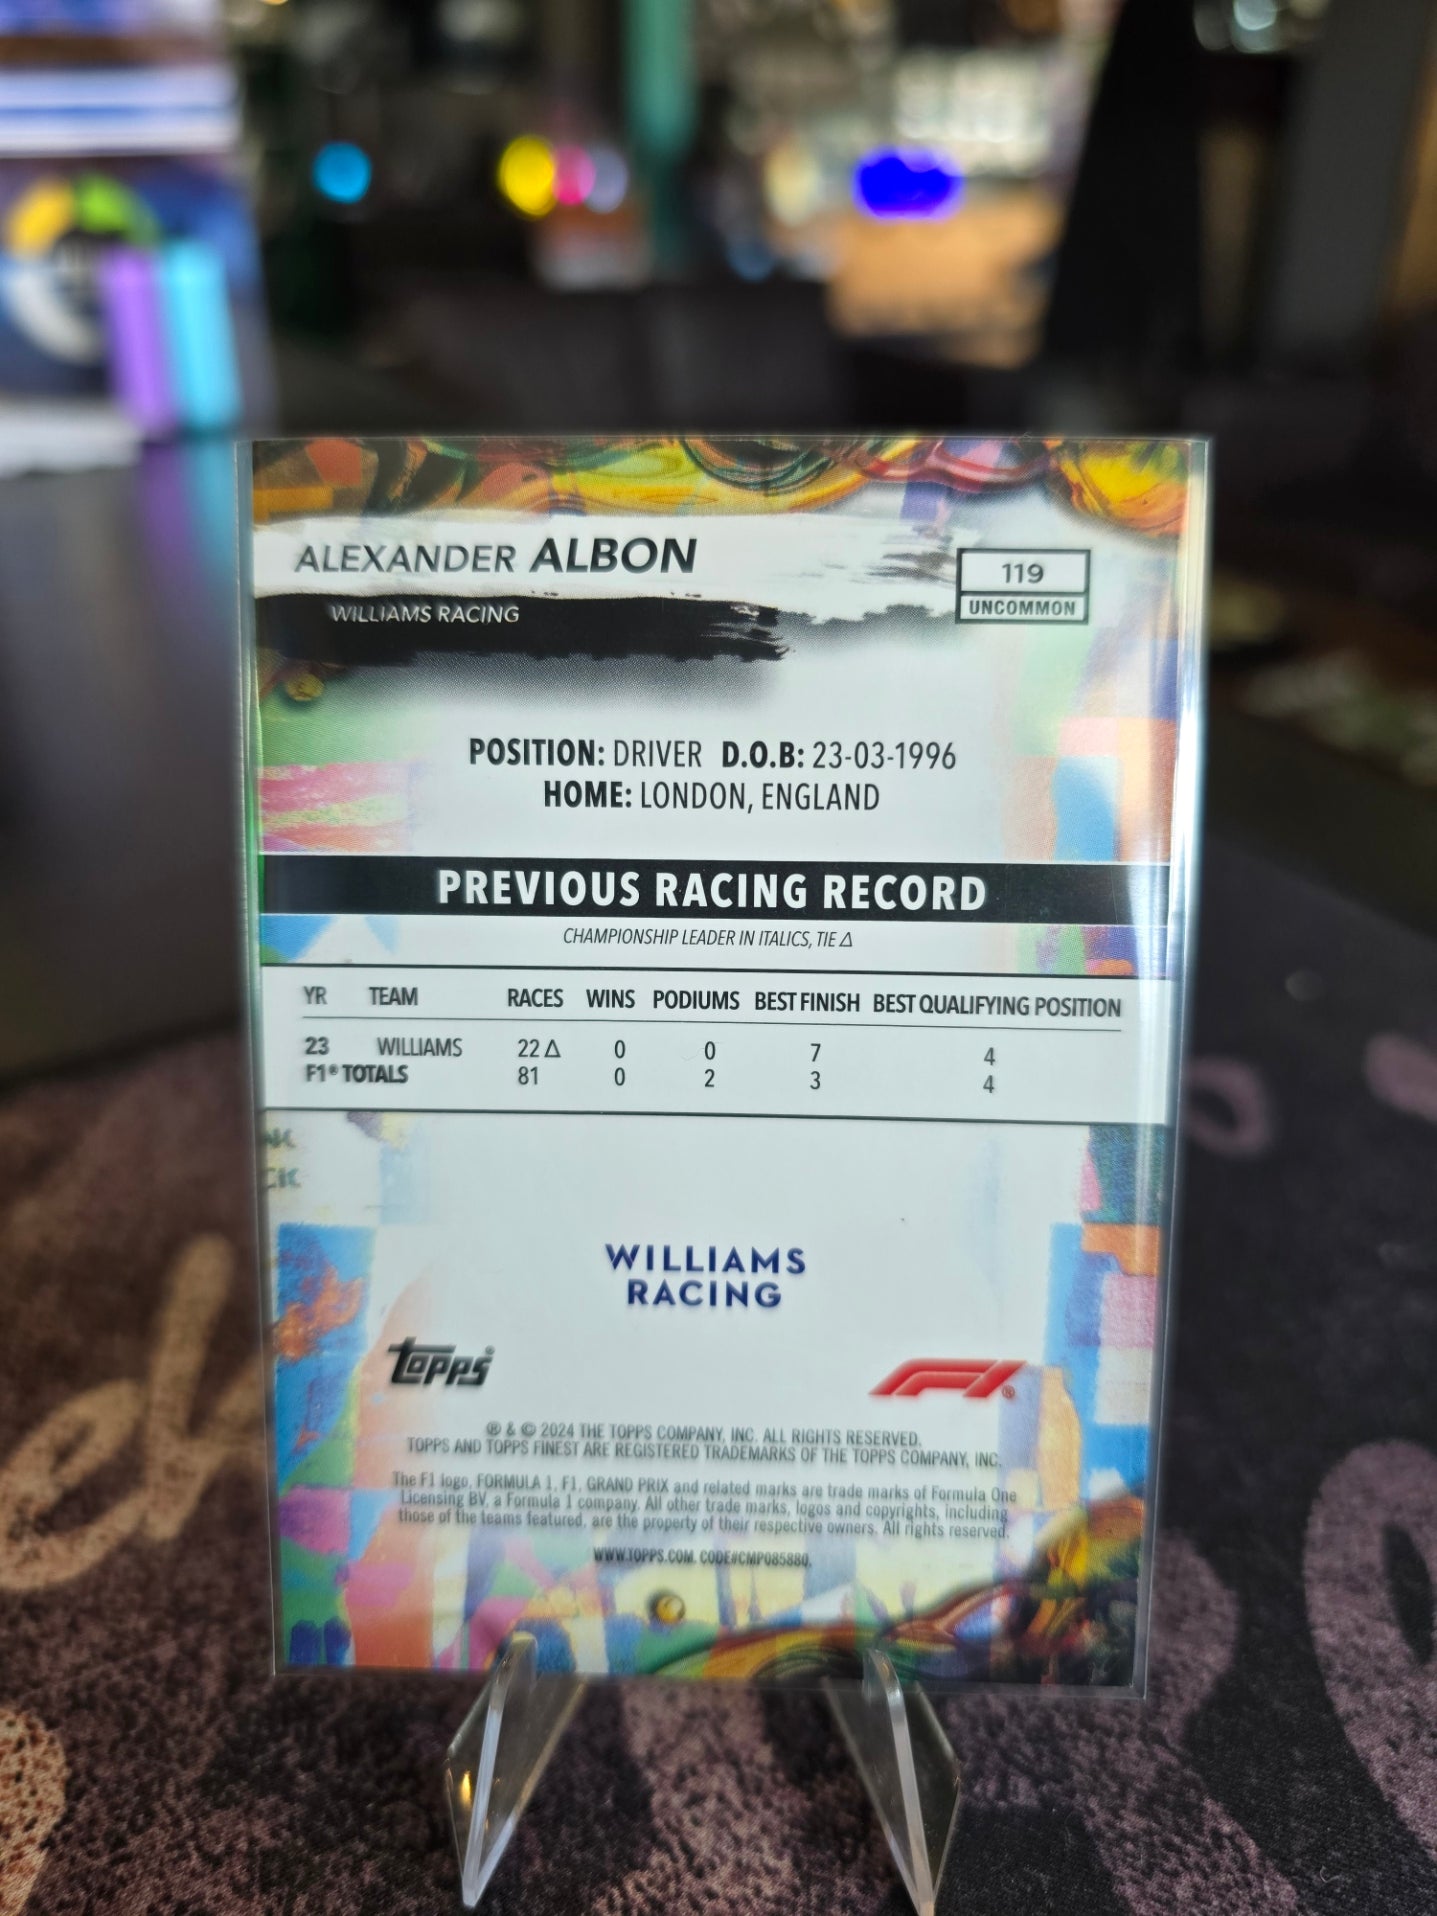 ALEXANDER ALBON
119
UNCOMMON
WILLIAMS RACING
POSITION: DRIVER D.O.B: 23-03-1996
HOME: LONDON, ENGLAND
PREVIOUS RACING RECORD
CHAMPIONSHIP LEADER IN ITALICS, TIE Δ
YR TEAM RACES WINS PODIUMS BEST FINISH BEST QUALIFYING POSITION
23 WILLIAMS 22 Δ 0 0 7 4
F1® TOTALS 81 0 2 3 4
WILLIAMS
RACING
Topps®
F1®
® & © 2024 THE TOPPS COMPANY, INC. ALL RIGHTS RESERVED.
TOPPS AND TOPPS FINEST ARE REGISTERED TRADEMARKS OF THE TOPPS COMPANY, INC.
The F1 logo, FORMULA 1, F1, GRAND PRIX and related marks are trade marks of Formula One
Licensing BV, a Formula 1 company. All other trade marks, logos and copyrights, including
those of the teams featured, are the property of their respective owners. All rights reserved.
WWW.TOPPS.COM. CODE#CMP085880.